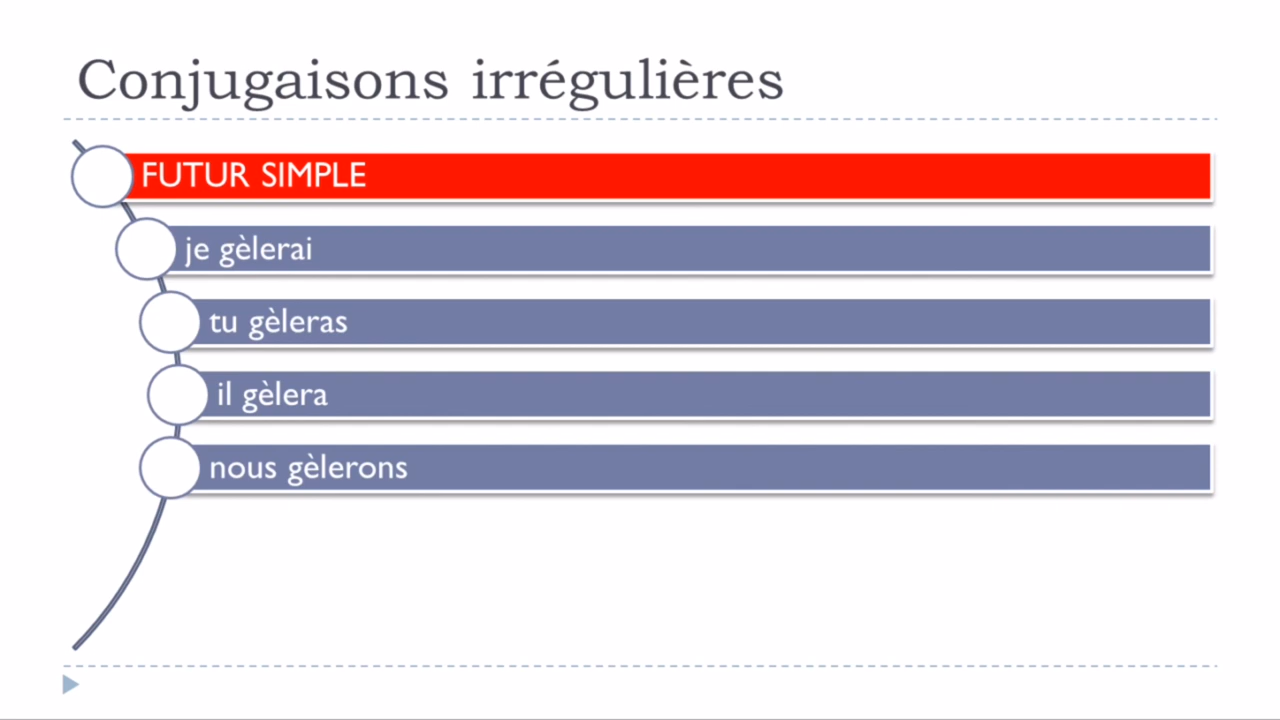 Conjugaisons irrégulières
FUTUR SIMPLE
je gèlerai
tu gèleras
il gèlera
nous gèlerons